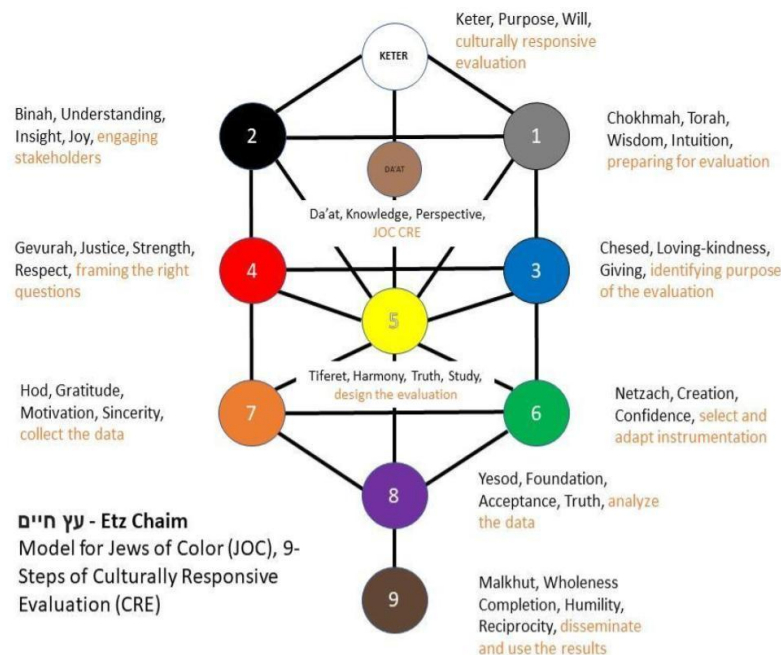 Keter, Purpose, Will,
culturally responsive
evaluation
KETER
Binah, Understanding,
Insight, Joy, engaging
stakeholders
2
1
Chokhmah, Torah,
Wisdom, Intuition,
preparing for evaluation
DA'AT
Da'at, Knowledge, Perspective,
JOC CRE
Gevurah, Justice, Strength,
Respect, framing the right
questions
4
3
Chesed, Loving-kindness,
Giving, identifying purpose
of the evaluation
5
Tiferet, Harmony, Truth, Study,
design the evaluation
Hod, Gratitude,
Motivation, Sincerity,
collect the data
7
6
Netzach, Creation,
Confidence, select and
adapt instrumentation
8
Yesod, Foundation,
Acceptance, Truth, analyze
the data
עץ חיים - Etz Chaim
Model for Jews of Color (JOC), 9-
Steps of Culturally Responsive
Evaluation (CRE)
9
Malkhut, Wholeness
Completion, Humility,
Reciprocity, disseminate
and use the results